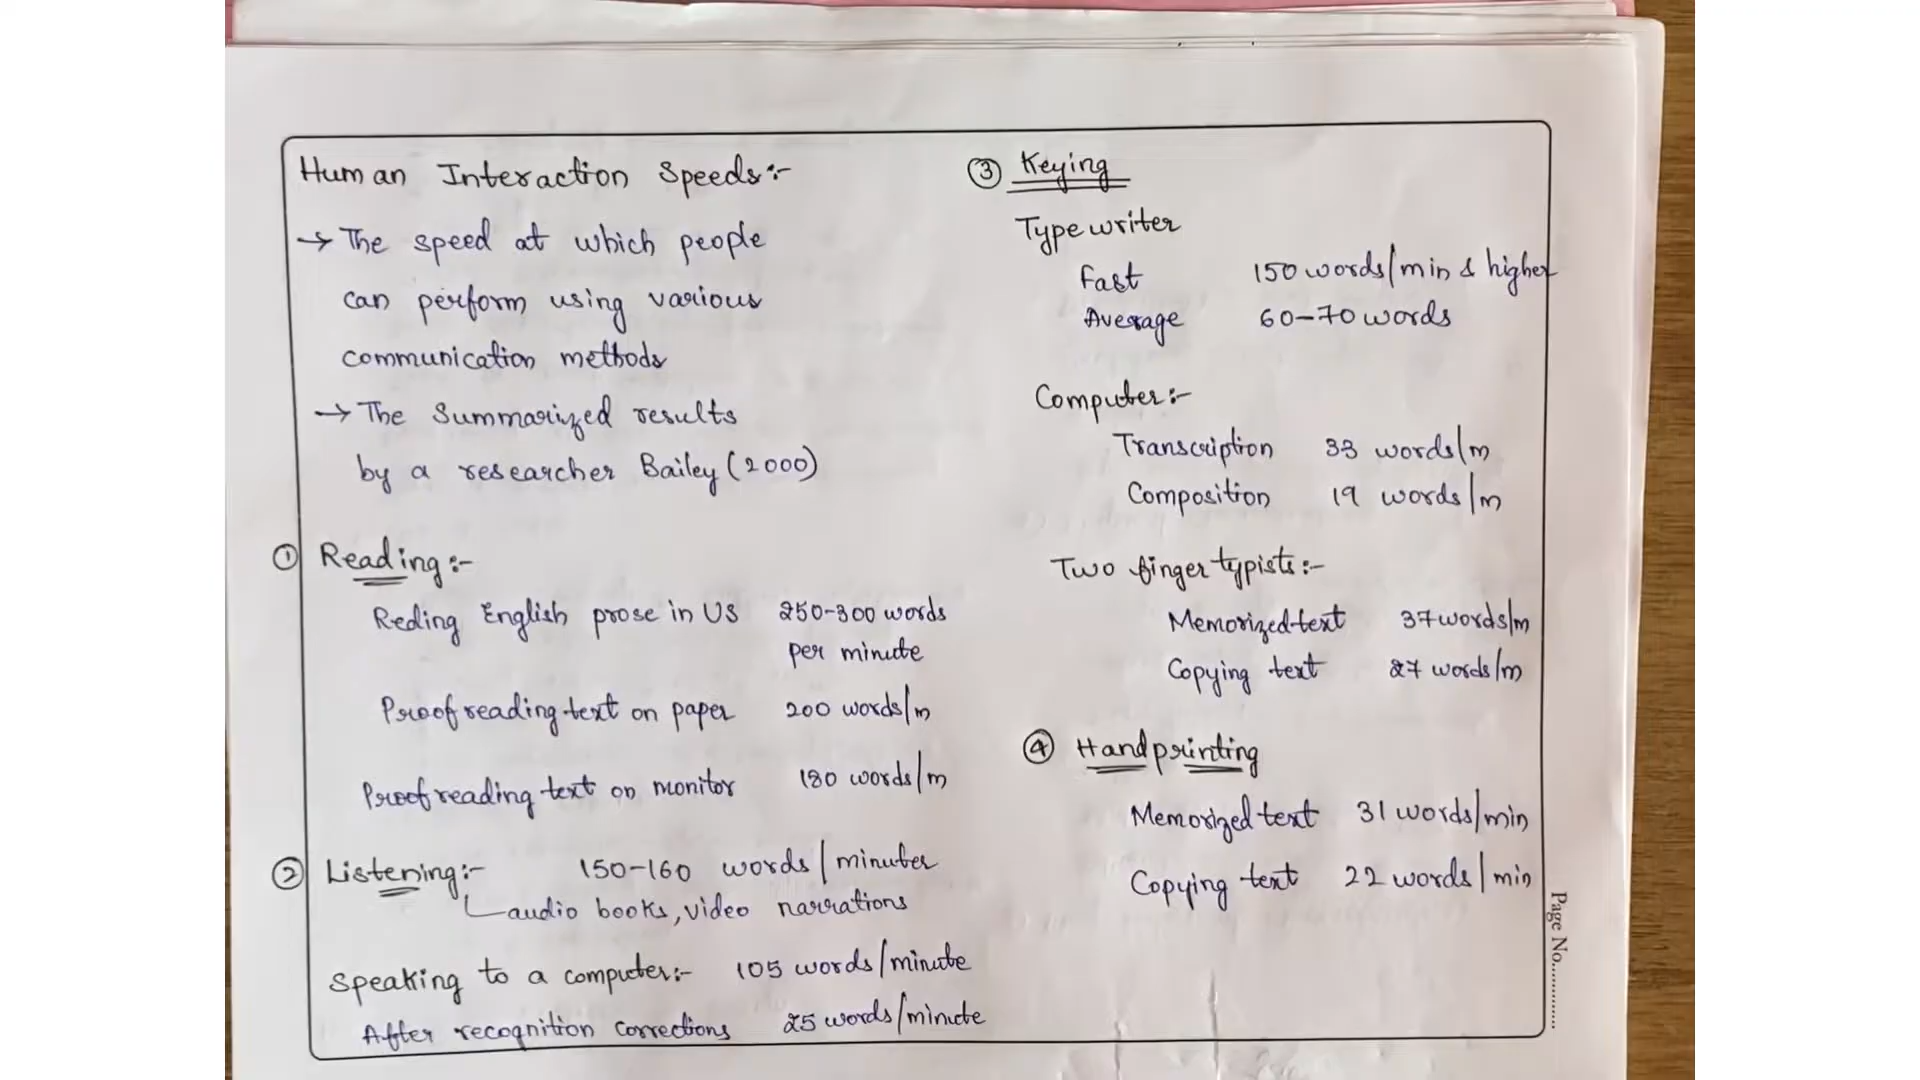 Human Interaction Speeds:-
→ The speed at which people
can perform using various
communication methods
→ The Summarized results
by a researcher Bailey (2000)
① Reading:-
Reding English prose in US 250-300 words
per minute
Proof reading text on paper 200 words/m
Proof reading text on monitor 180 words/m
② Listening:- 150-160 words/minutes
audio books, video narrations
Speaking to a computer:- 105 words/minute
After recognition corrections 25 words/minute
③ Keying
Typewriter
Fast 150 words/min & higher
Average 60-70 words
Computer:-
Transcription 33 words/m
Composition 19 words/m
Two finger typists:-
Memorized text 37 words/m
Copying text 27 words/m
④ Handprinting
Memorized text 31 words/min
Copying text 22 words/min
Page No..............